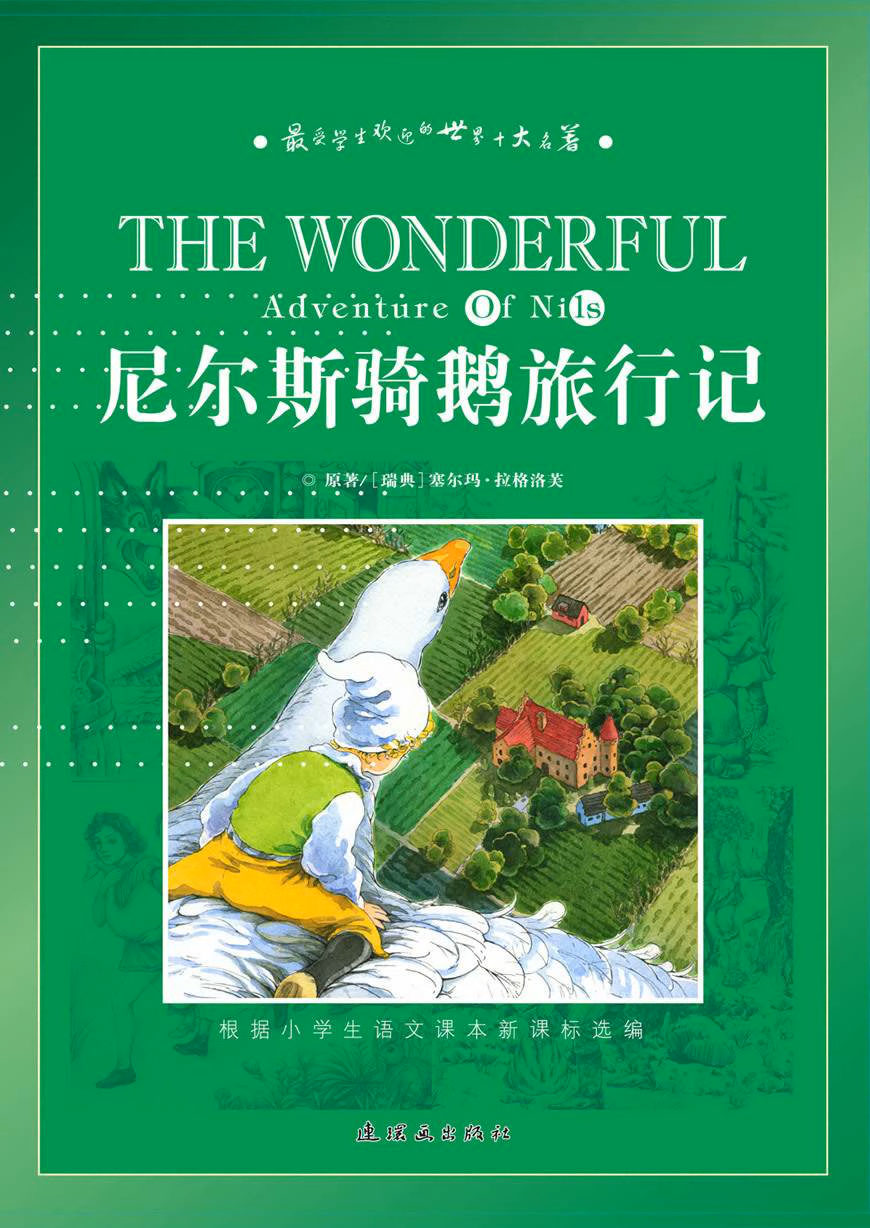 最受学生欢迎的世界十大名著
THE WONDERFUL
Adventure Of Nils
尼尔斯骑鹅旅行记
◎ 原著/[瑞典]塞尔玛·拉格洛芙
根据小学生语文课本新课标选编
连环画出版社